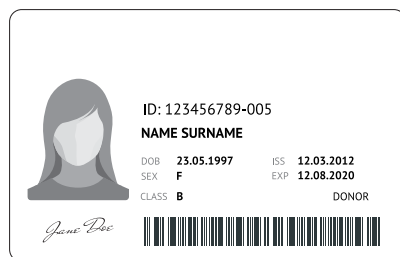 ID: 123456789-005
NAME SURNAME
DOB 23.05.1997 ISS 12.03.2012
SEX F EXP 12.08.2020
CLASS B DONOR
Jane Doe